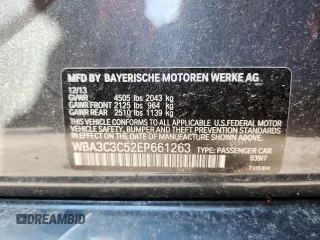 MFD BY BAYERISCHE MOTOREN WERKE AG
12/13
GVWR 4505 lbs 2043 kg
GAWR FRONT 2125 lbs 964 kg
GAWR REAR 2510 lbs 1139 kg
THIS VEHICLE CONFORMS TO ALL APPLICABLE U.S. FEDERAL MOTOR
VEHICLE SAFETY, BUMPER AND THEFT PREVENTION STANDARDS IN EFFECT ON THE
DATE OF MANUFACTURE SHOWN ABOVE
WBA3C3C52EP661263 TYPE: PASSENGER CAR
839/7
DREAMBID